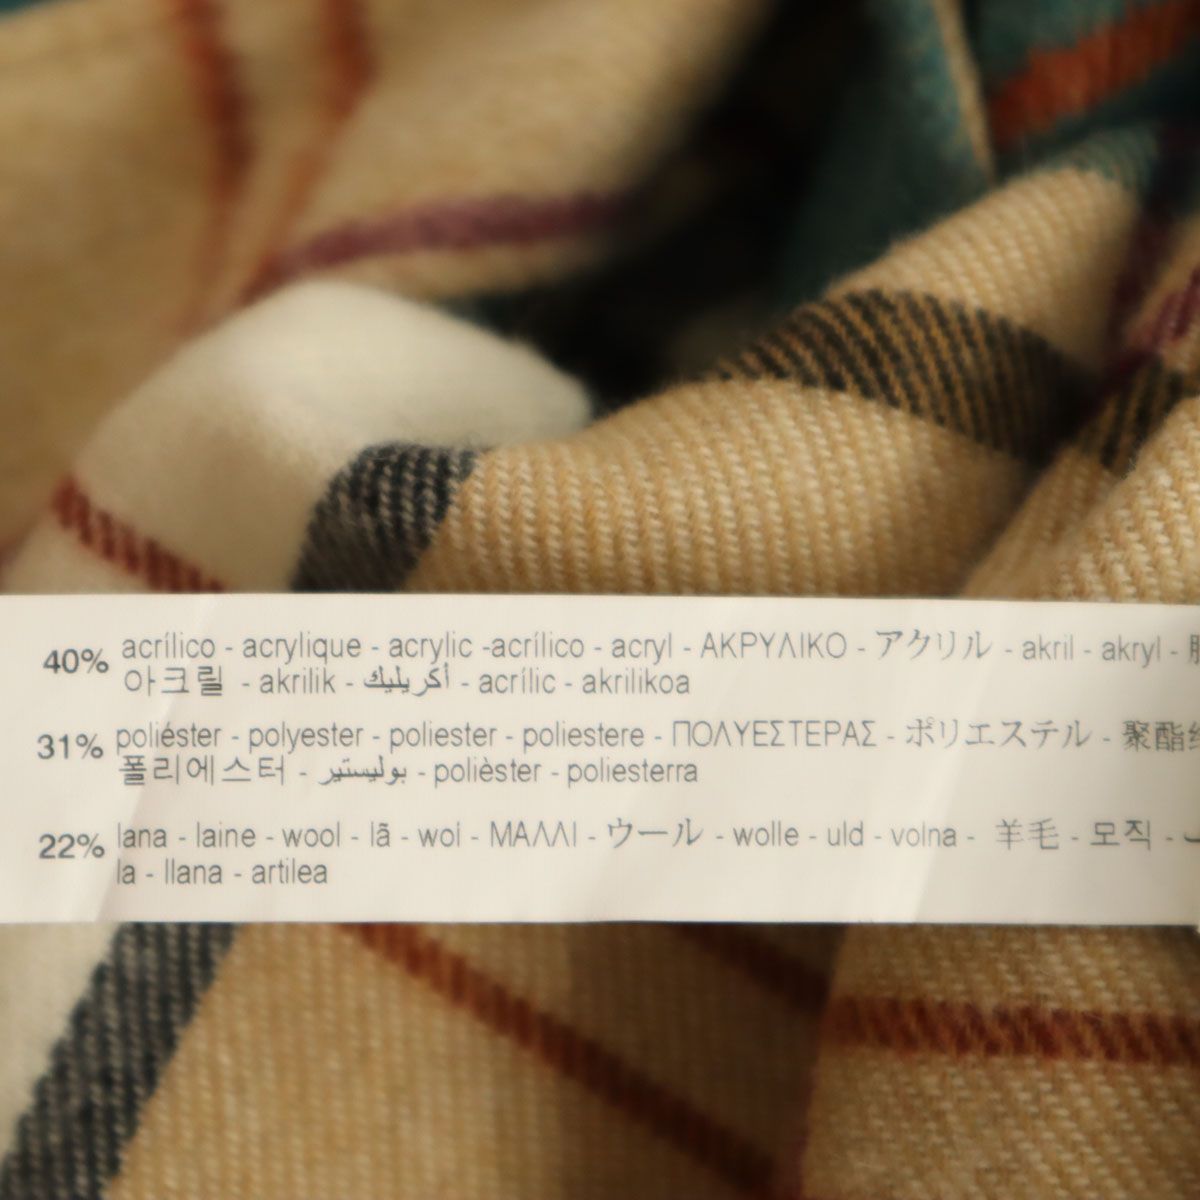 40% acrílico - acrylique - acrylic -acrílico - acryl - ΑΚΡΥΛΙΚΟ - アクリル - akril - akryl -
아크릴 - akrilik - أكريليك - acrílic - akrilikoa
31% poliéster - polyester - poliester - poliestere - ΠΟΛΥΕΣΤΕΡΑΣ - ポリエステル - 聚酯
폴리에스터 - بوليستير - polièster - poliesterra
22% lana - laine - wool - lã - woi - ΜΑΛΛΙ - ウール - wolle - uld - volna - 羊毛 - 모직 -
la - llana - artilea